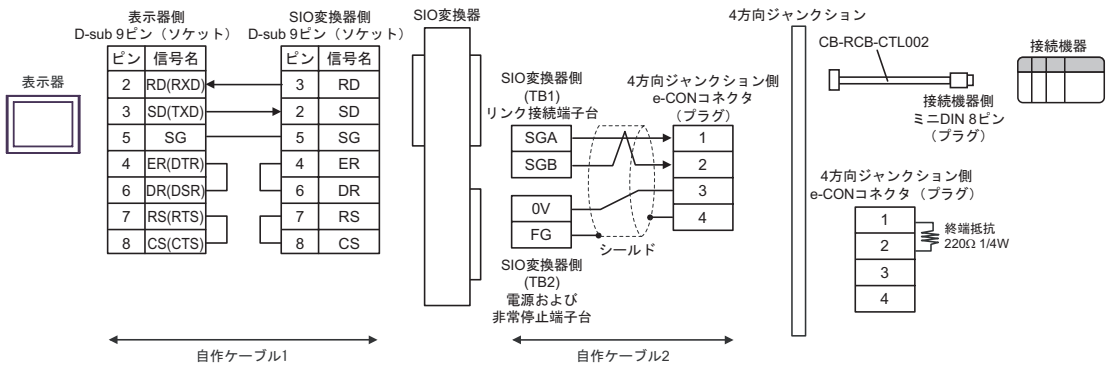 表示器
表示器側
D-sub 9ピン（ソケット）
ピン 信号名
2 RD(RXD)
3 SD(TXD)
5 SG
4 ER(DTR)
6 DR(DSR)
7 RS(RTS)
8 CS(CTS)
SIO変換器側
D-sub 9ピン（ソケット）
ピン 信号名
3 RD
2 SD
5 SG
4 ER
6 DR
7 RS
8 CS
自作ケーブル1
SIO変換器
SIO変換器側
(TB1)
リンク接続端子台
SGA
SGB
0V
FG
SIO変換器側
(TB2)
電源および
非常停止端子台
シールド
4方向ジャンクション側
e-CONコネクタ
（プラグ）
1
2
3
4
自作ケーブル2
4方向ジャンクション
CB-RCB-CTL002
接続機器側
ミニDIN 8ピン
（プラグ）
接続機器
4方向ジャンクション側
e-CONコネクタ（プラグ）
1
2
3
4
終端抵抗
220Ω 1/4W